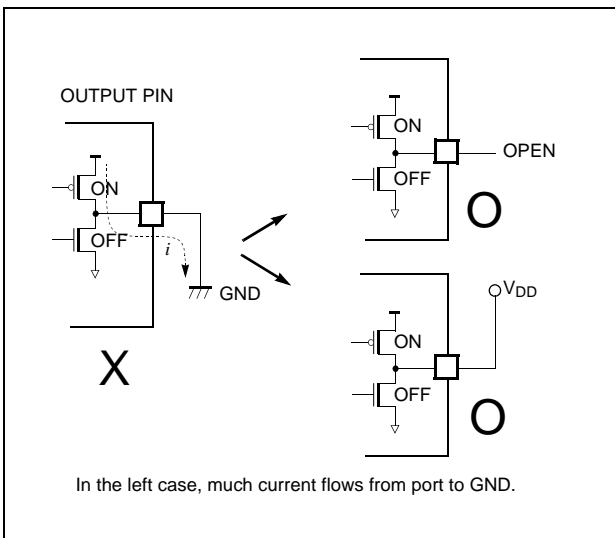 OUTPUT PIN
ON
OFF
i
GND
X
ON
OFF
OPEN
O
VDD
ON
OFF
O
In the left case, much current flows from port to GND.